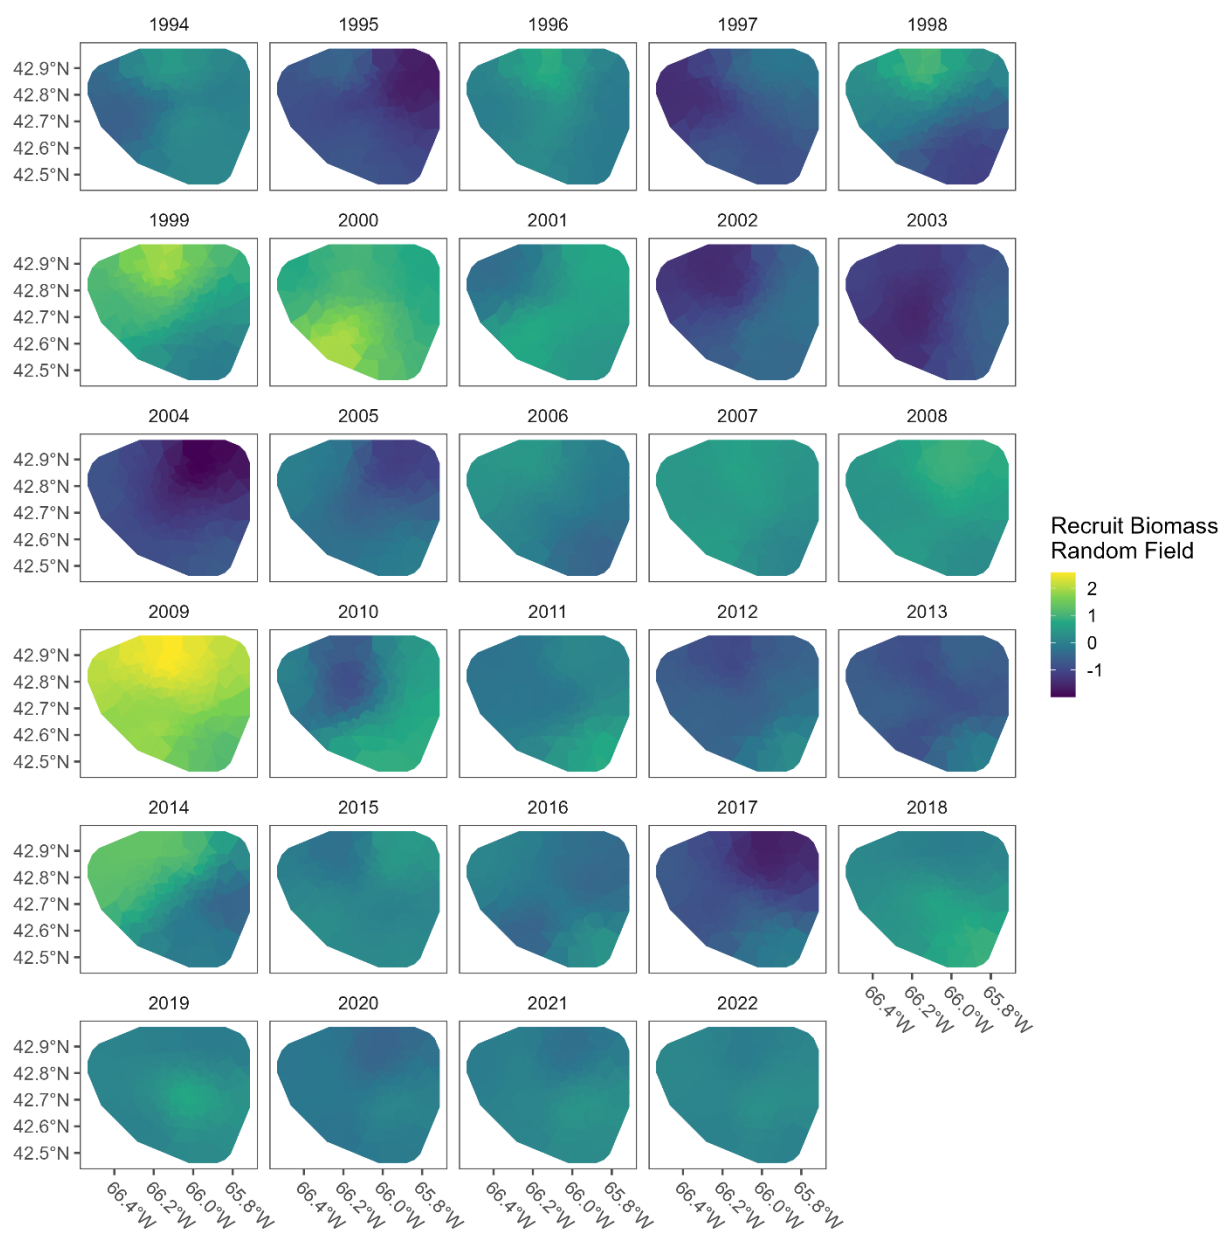 1994 1995 1996 1997 1998
42.9°N
42.8°N
42.7°N
42.6°N
42.5°N
1999 2000 2001 2002 2003
42.9°N
42.8°N
42.7°N
42.6°N
42.5°N
2004 2005 2006 2007 2008
42.9°N
42.8°N
42.7°N
42.6°N
42.5°N
Recruit Biomass
Random Field
2
1
0
-1
2009 2010 2011 2012 2013
42.9°N
42.8°N
42.7°N
42.6°N
42.5°N
2014 2015 2016 2017 2018
42.9°N
42.8°N
42.7°N
42.6°N
42.5°N
66.4°W 66.2°W 66.0°W 65.8°W
2019 2020 2021 2022
42.9°N
42.8°N
42.7°N
42.6°N
42.5°N
66.4°W 66.2°W 66.0°W 65.8°W 66.4°W 66.2°W 66.0°W 65.8°W 66.4°W 66.2°W 66.0°W 65.8°W 66.4°W 66.2°W 66.0°W 65.8°W